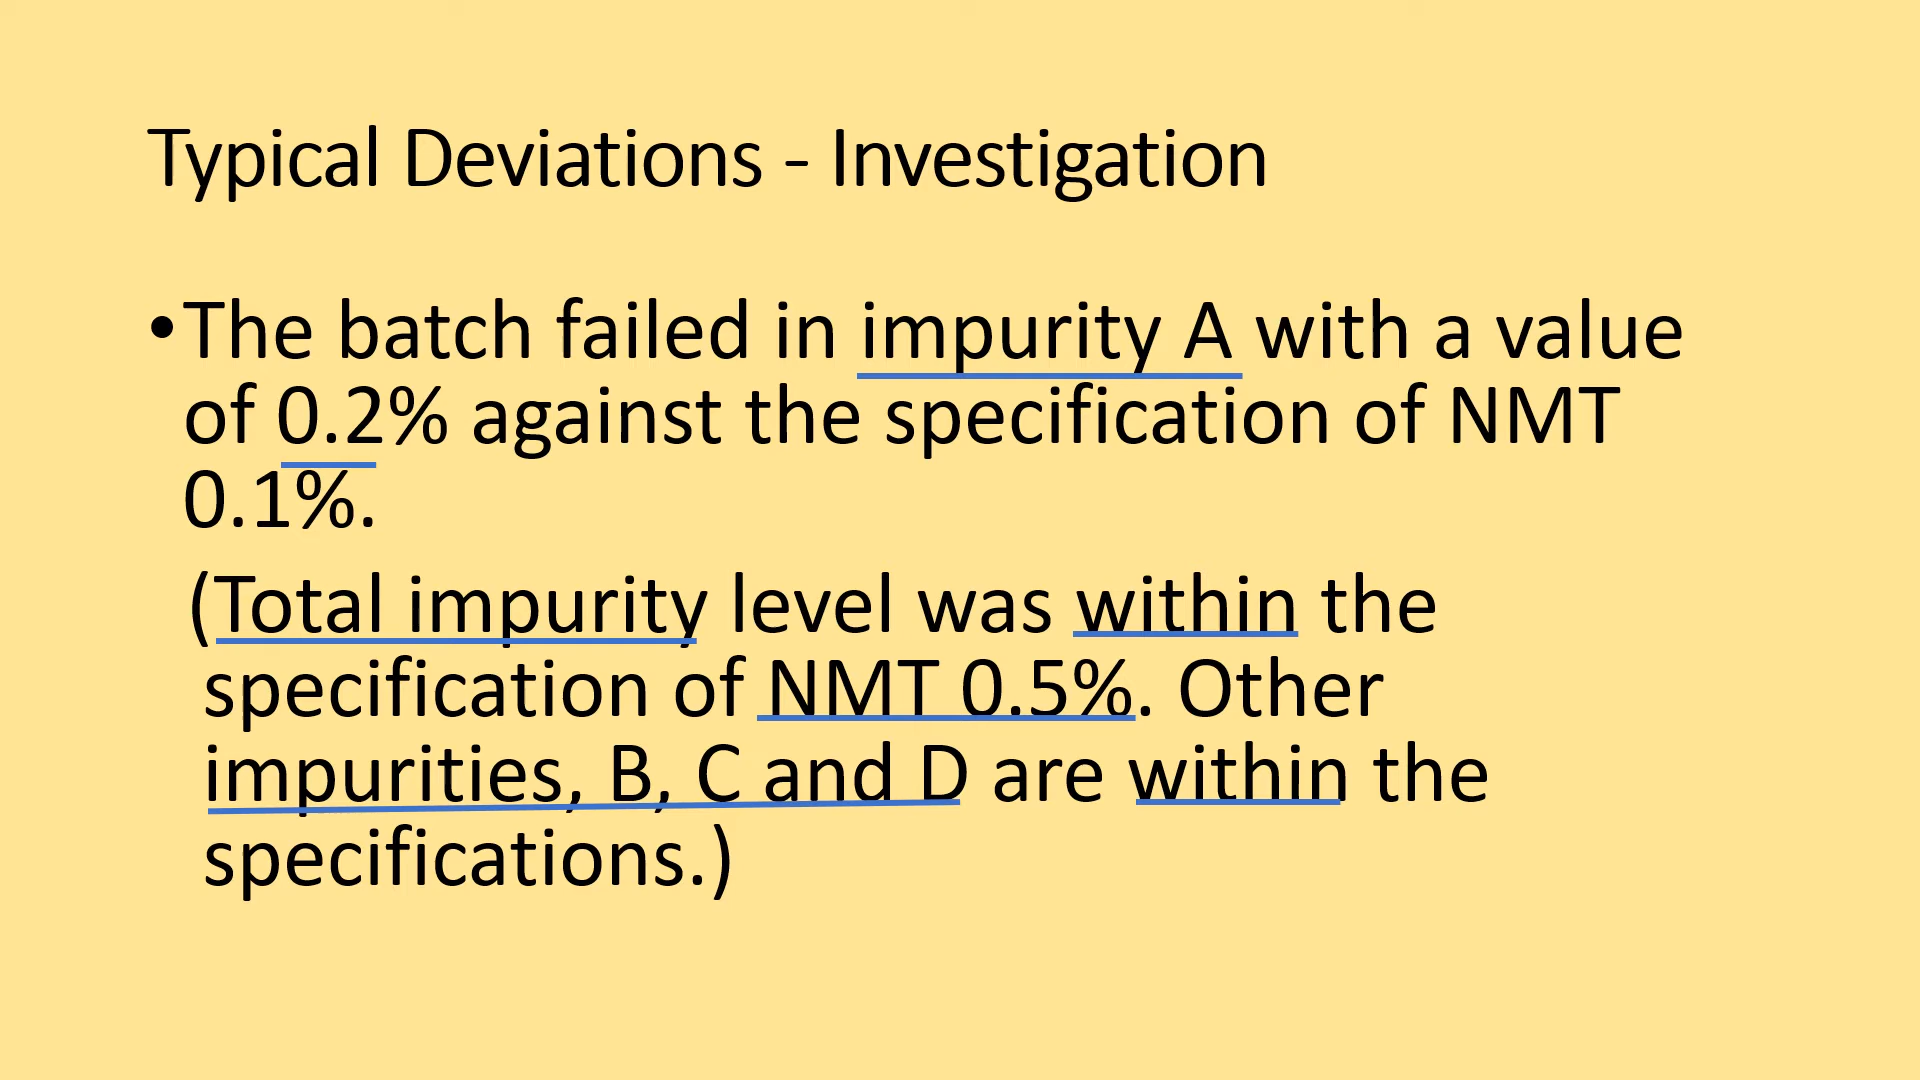 Typical Deviations - Investigation
•The batch failed in impurity A with a value
of 0.2% against the specification of NMT
0.1%.
(Total impurity level was within the
specification of NMT 0.5%. Other
impurities, B, C and D are within the
specifications.)